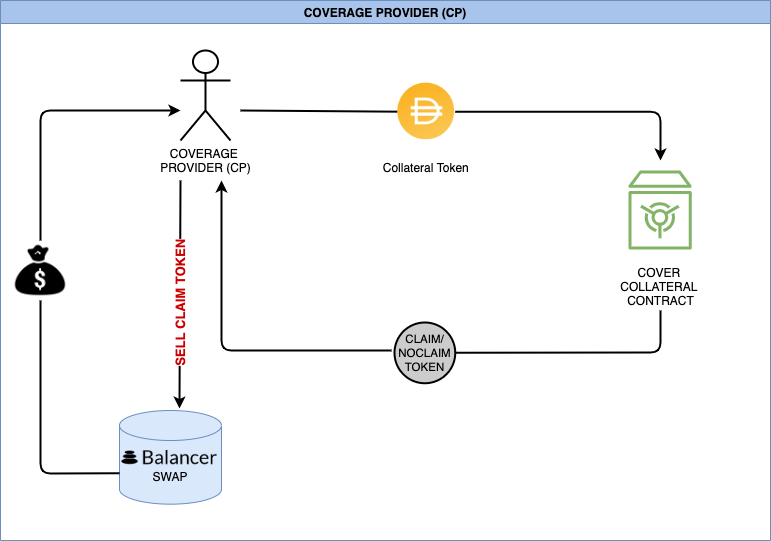 COVERAGE PROVIDER (CP)
COVERAGE
PROVIDER (CP)
Collateral Token
COVER
COLLATERAL
CONTRACT
SELL CLAIM TOKEN
$
CLAIM/
NOCLAIM
TOKEN
Balancer
SWAP